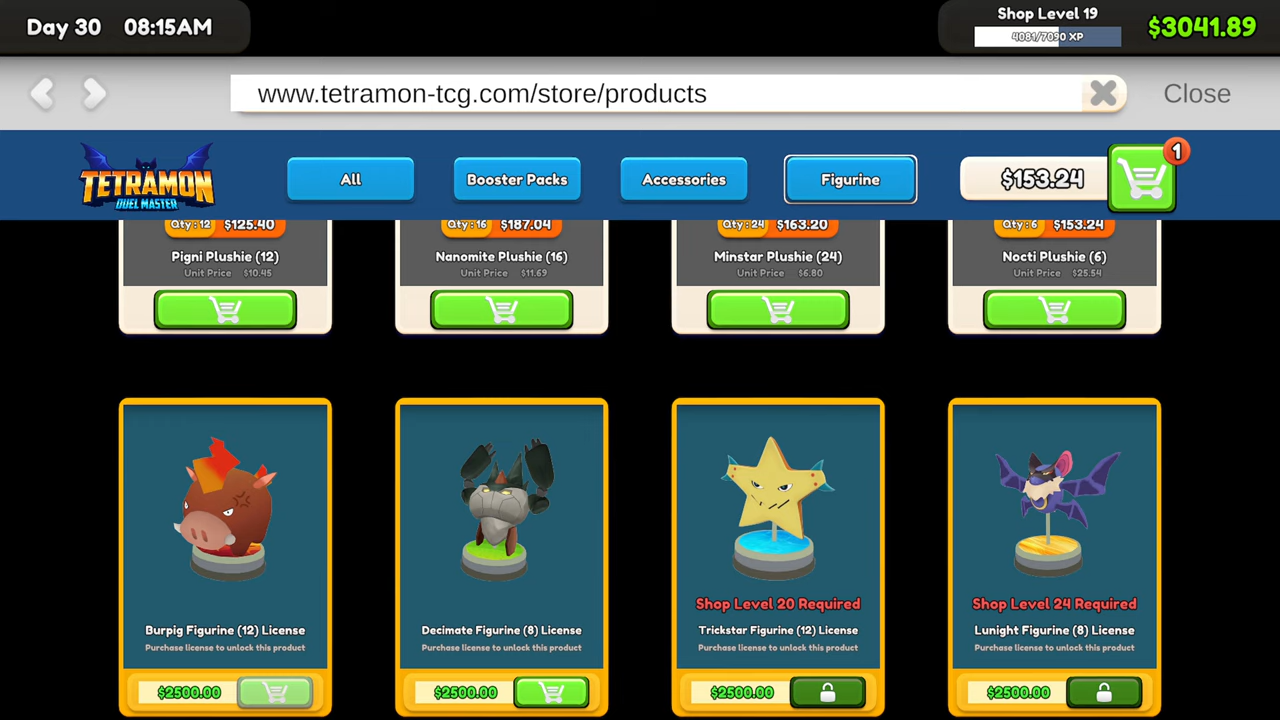 Day 30 08:15AM
Shop Level 19
4081/7090 XP
$3041.89
www.tetramon-tcg.com/store/products
Close
TETRAMON
DUEL MASTER
All
Booster Packs
Accessories
Figurine
$153.24
1
Qty: 12 $125.40
Qty: 16 $187.04
Qty: 24 $163.20
Qty: 6 $153.24
Pigni Plushie (12)
Nanomite Plushie (16)
Minstar Plushie (24)
Nocti Plushie (6)
Unit Price $10.45
Unit Price $11.69
Unit Price $6.80
Unit Price $25.54
Shop Level 20 Required
Shop Level 24 Required
Burpig Figurine (12) License
Decimate Figurine (8) License
Trickstar Figurine (12) License
Lunight Figurine (8) License
Purchase license to unlock this product
Purchase license to unlock this product
Purchase license to unlock this product
Purchase license to unlock this product
$2500.00
$2500.00
$2500.00
$2500.00